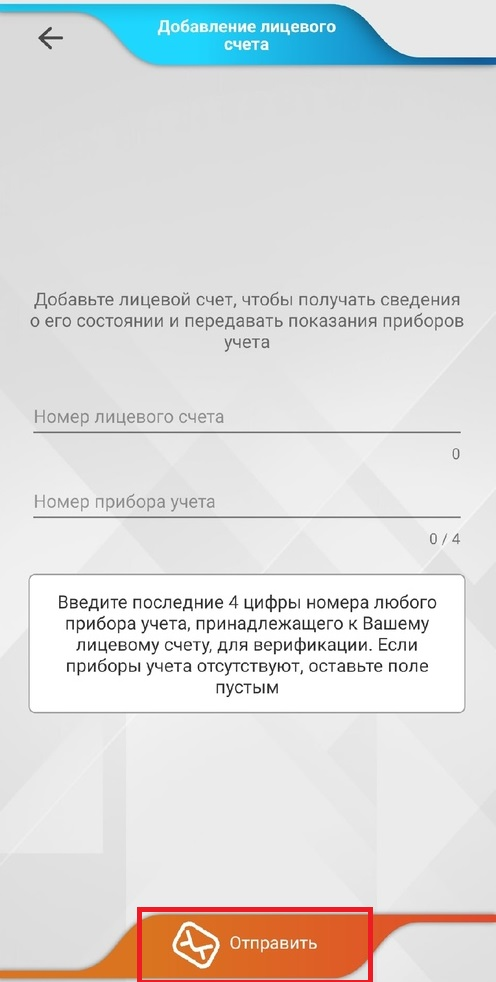 Добавление лицевого
счета
Добавьте лицевой счет, чтобы получать сведения
о его состоянии и передавать показания приборов
учета
Номер лицевого счета
0
Номер прибора учета
0 / 4
Введите последние 4 цифры номера любого
прибора учета, принадлежащего к Вашему
лицевому счету, для верификации. Если
приборы учета отсутствуют, оставьте поле
пустым
Отправить